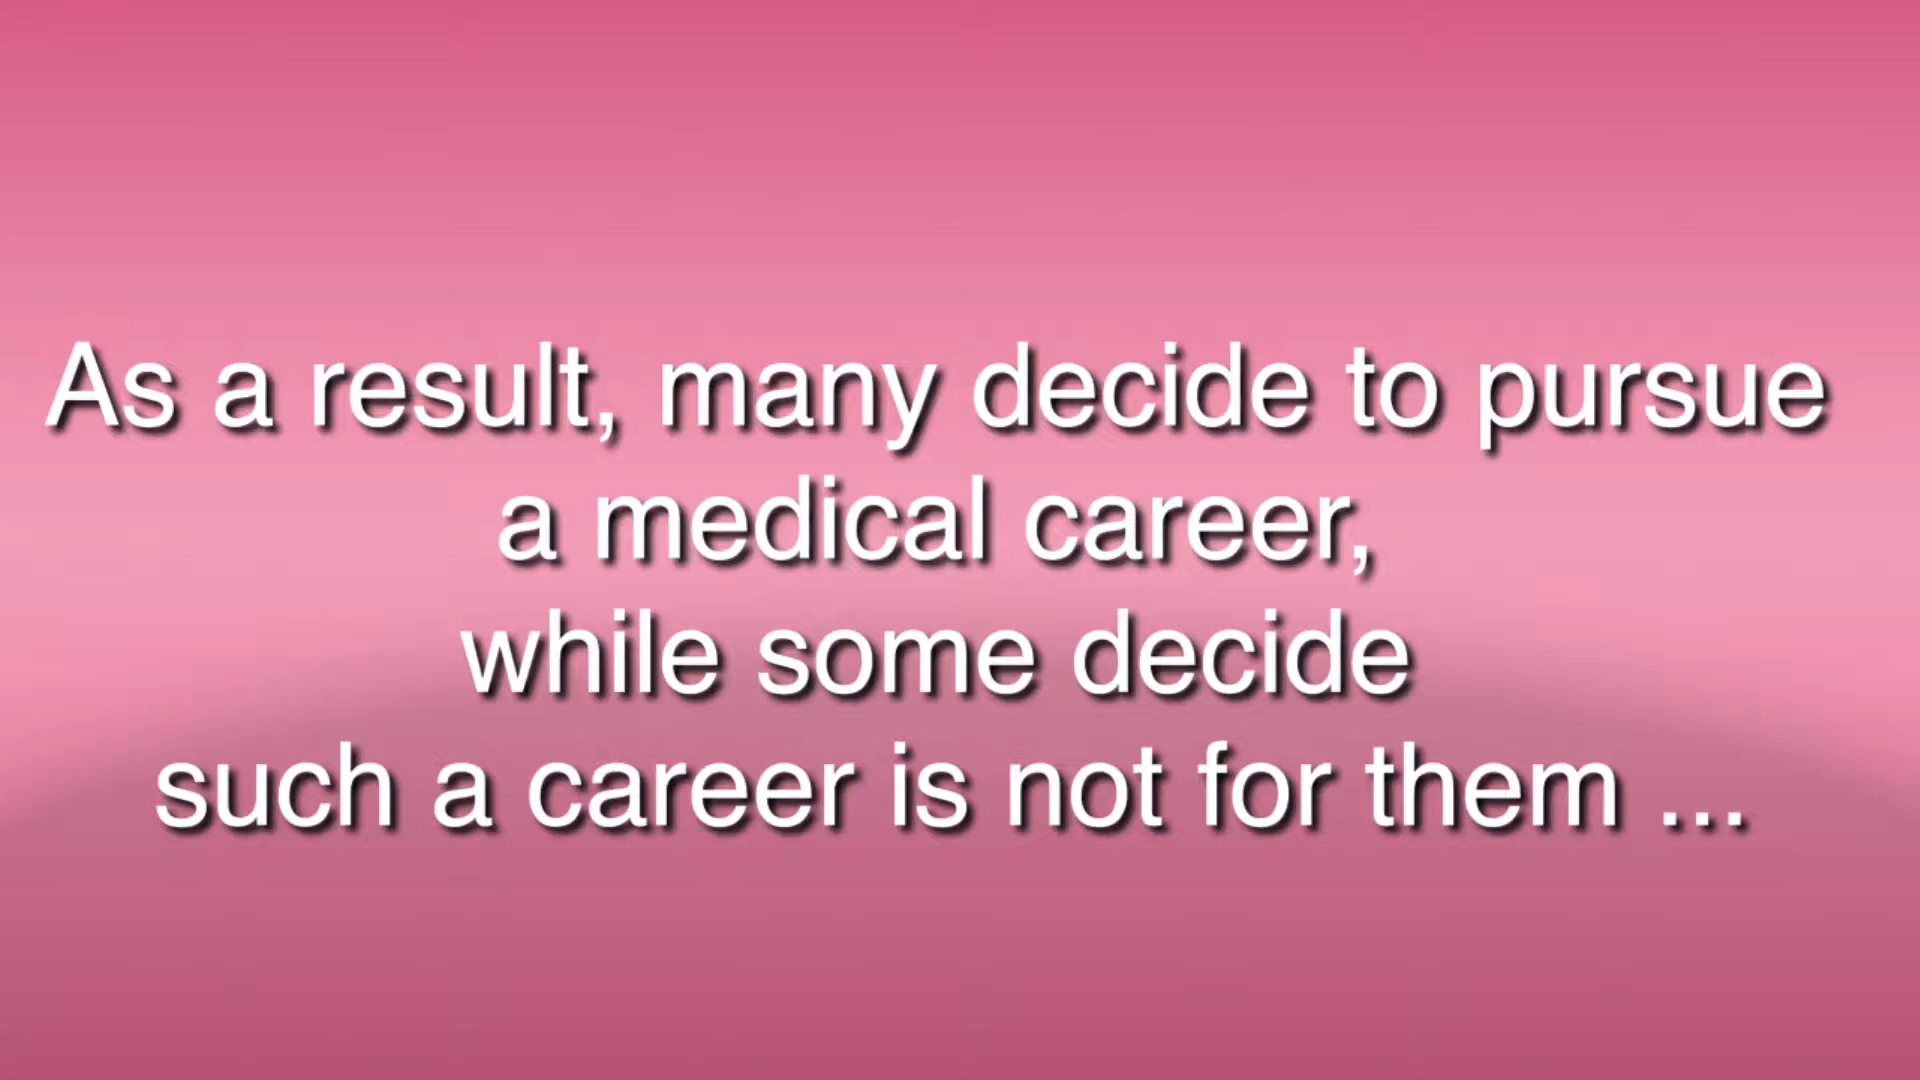 As a result, many decide to pursue
a medical career,
while some decide
such a career is not for them ...